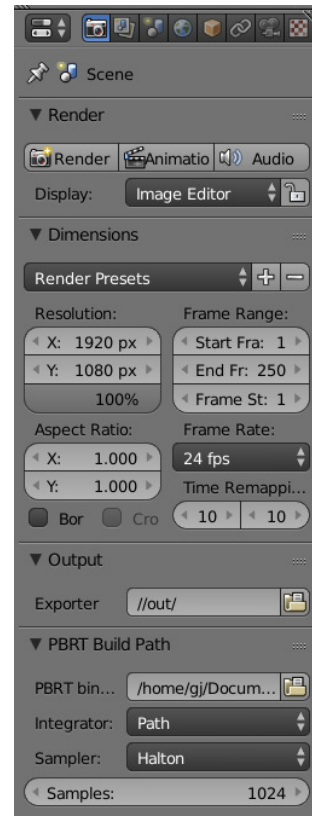 Scene
Render
Render Animatio Audio
Display: Image Editor
Dimensions
Render Presets
Resolution: Frame Range:
X: 1920 px Start Fra: 1
Y: 1080 px End Fr: 250
100% Frame St: 1
Aspect Ratio: Frame Rate:
X: 1.000 24 fps
Y: 1.000 Time Remappi...
Bor Cro 10 10
Output
Exporter //out/
PBRT Build Path
PBRT bin... /home/gj/Docum...
Integrator: Path
Sampler: Halton
Samples: 1024